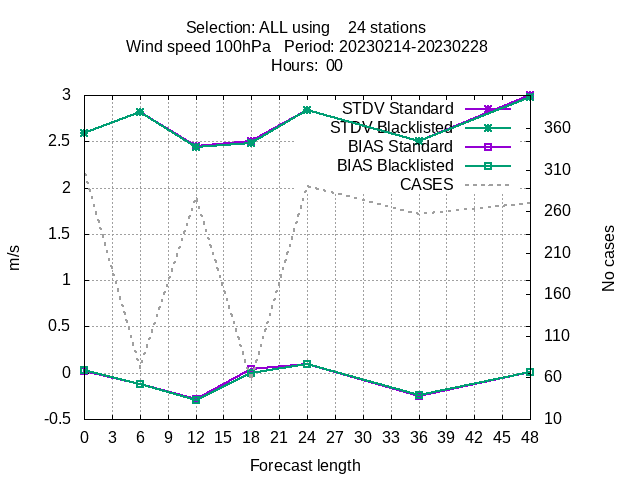 Selection: ALL using 24 stations
Wind speed 100hPa Period: 20230214-20230228
Hours: 00
3
2.5
2
1.5
1
0.5
0
-0.5
m/s
STDV Standard
STDV Blacklisted
BIAS Standard
BIAS Blacklisted
CASES
360
310
260
210
160
110
60
10
No cases
0 3 6 9 12 15 18 21 24 27 30 33 36 39 42 45 48
Forecast length